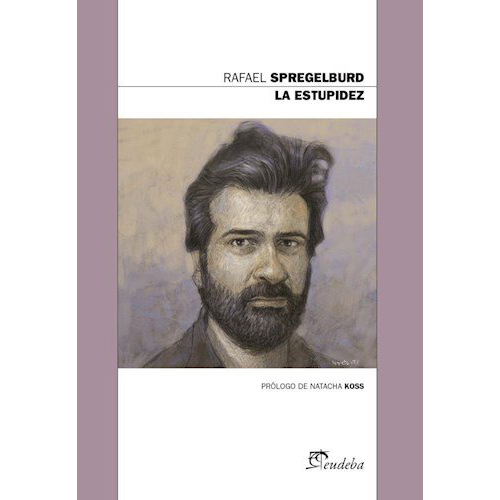 RAFAEL SPREGELBURD
LA ESTUPIDEZ
PRÓLOGO DE NATACHA KOSS
eudeba